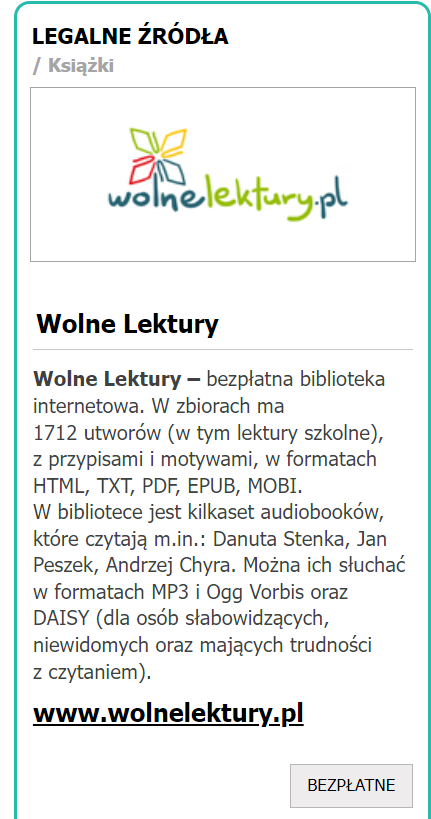 LEGALNE ŹRÓDŁA
/ Książki
wolnelektury.pl
Wolne Lektury
Wolne Lektury – bezpłatna biblioteka
internetowa. W zbiorach ma
1712 utworów (w tym lektury szkolne),
z przypisami i motywami, w formatach
HTML, TXT, PDF, EPUB, MOBI.
W bibliotece jest kilkaset audiobooków,
które czytają m.in.: Danuta Stenka, Jan
Peszek, Andrzej Chyra. Można ich słuchać
w formatach MP3 i Ogg Vorbis oraz
DAISY (dla osób słabowidzących,
niewidomych oraz mających trudności
z czytaniem).
www.wolnelektury.pl
BEZPŁATNE